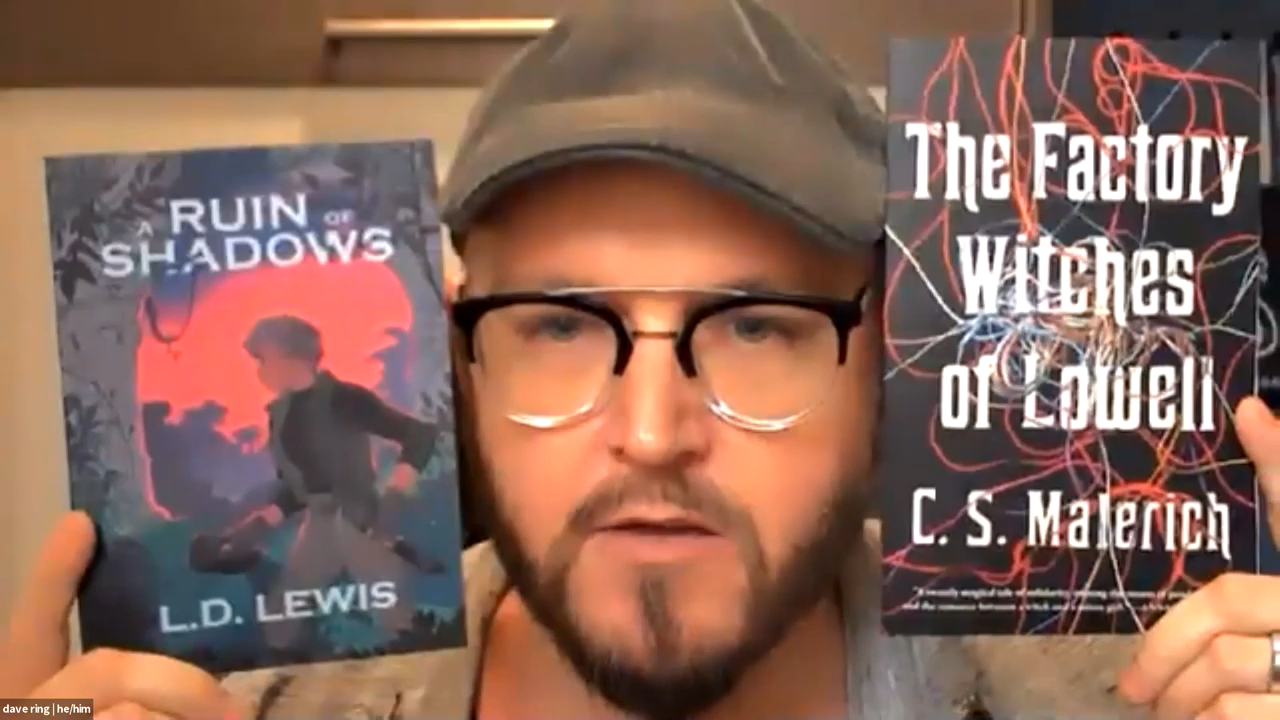 A RUIN OF
SHADOWS
L.D. LEWIS
The Factory
Witches
of Lowell
C. S. Malerich
dave ring | he/him